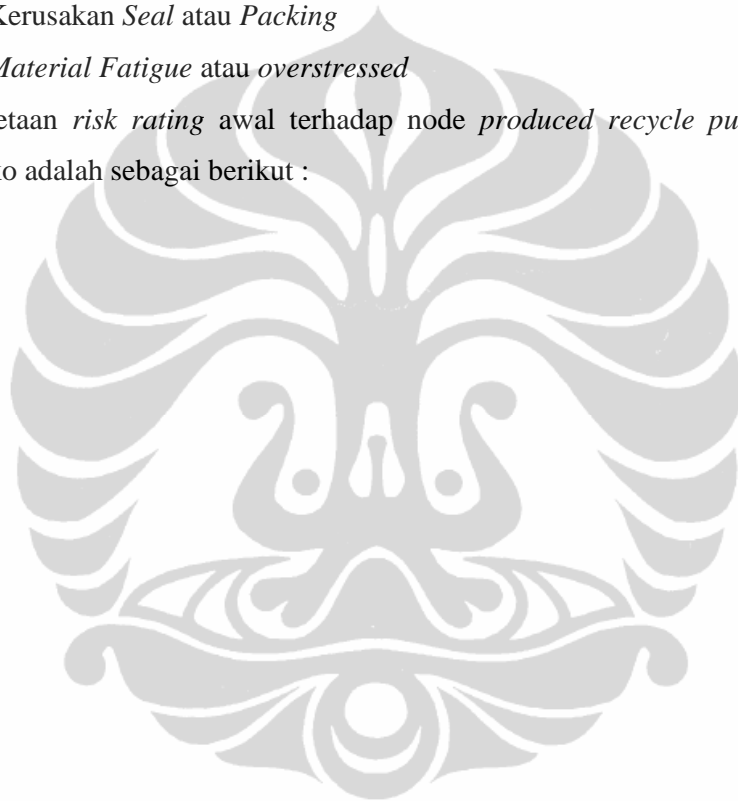 Kerusakan Seal atau Packing
Material Fatigue atau overstressed
etaan risk rating awal terhadap node produced recycle pu
ko adalah sebagai berikut :